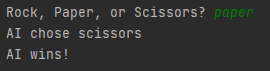 Rock, Paper, or Scissors? paper
AI chose scissors
AI wins!